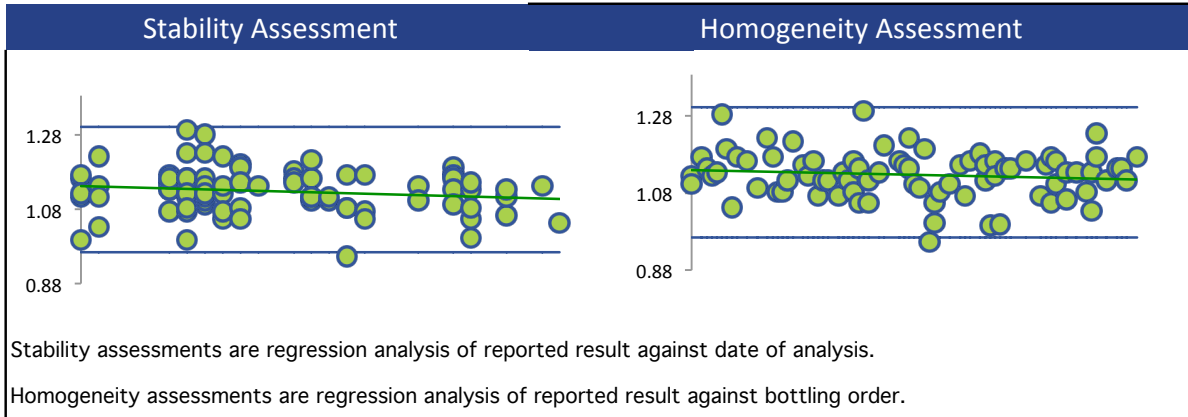 Stability Assessment
Homogeneity Assessment
1.28
1.08
0.88
1.28
1.08
0.88
Stability assessments are regression analysis of reported result against date of analysis.
Homogeneity assessments are regression analysis of reported result against bottling order.